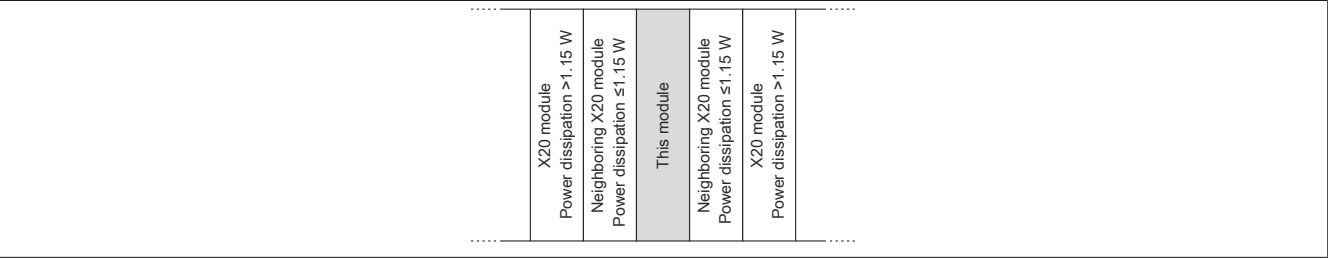 X20 module
Power dissipation >1.15 W
Neighboring X20 module
Power dissipation ≤1.15 W
This module
Neighboring X20 module
Power dissipation ≤1.15 W
X20 module
Power dissipation >1.15 W